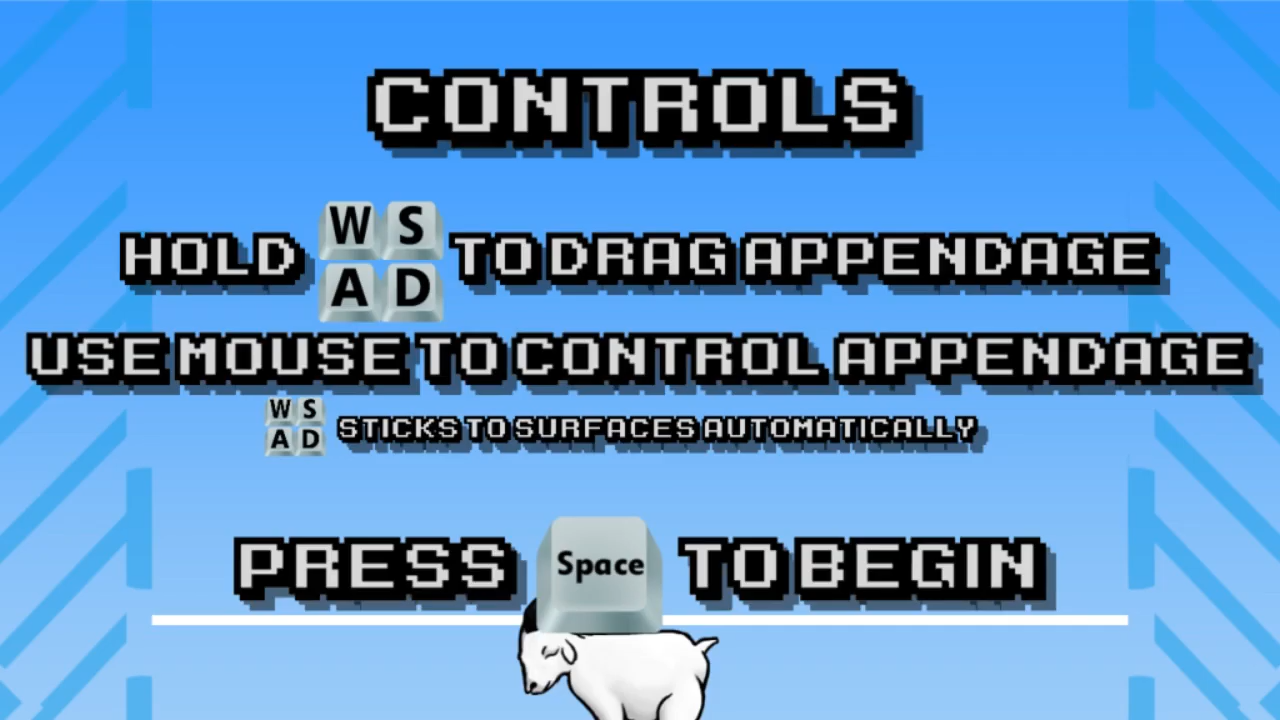 CONTROLS
HOLD W S A D TO DRAG APPENDAGE
USE MOUSE TO CONTROL APPENDAGE
W S A D STICKS TO SURFACES AUTOMATICALLY
PRESS Space TO BEGIN